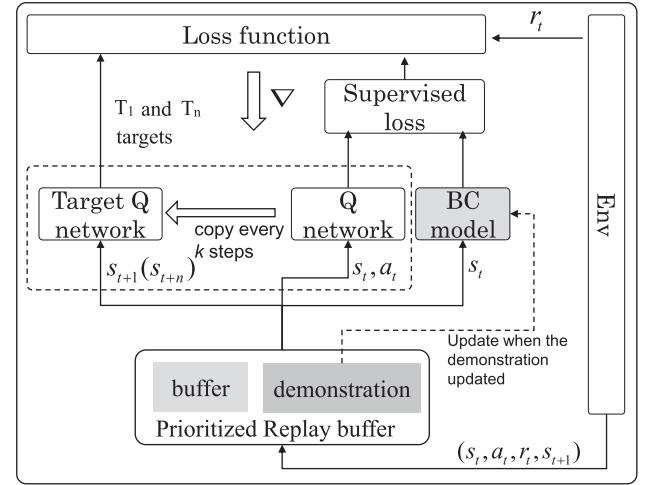 Loss function
r_t
∇
T_1 and T_n
targets
Supervised
loss
Target Q
network
copy every
k steps
Q
network
BC
model
Env
s_{t+1}(s_{t+n})
s_t, a_t
s_t
Update when the
demonstration
updated
buffer
demonstration
Prioritized Replay buffer
(s_t, a_t, r_t, s_{t+1})